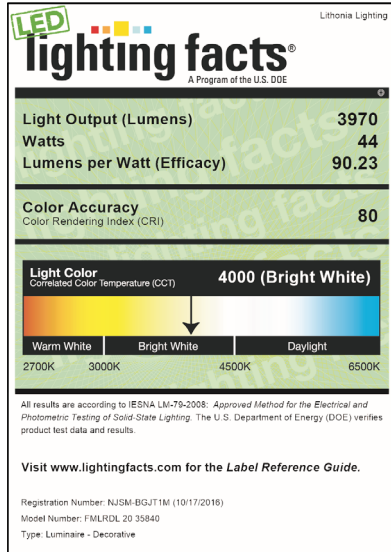 Lithonia Lighting
LED
lighting facts®
A Program of the U.S. DOE
Light Output (Lumens) 3970
Watts 44
Lumens per Watt (Efficacy) 90.23
Color Accuracy 80
Color Rendering Index (CRI)
Light Color 4000 (Bright White)
Correlated Color Temperature (CCT)
Warm White Bright White Daylight
2700K 3000K 4500K 6500K
All results are according to IESNA LM-79-2008: Approved Method for the Electrical and
Photometric Testing of Solid-State Lighting. The U.S. Department of Energy (DOE) verifies
product test data and results.
Visit www.lightingfacts.com for the Label Reference Guide.
Registration Number: NJSM-BGJT1M (10/17/2016)
Model Number: FMLRDL 20 35840
Type: Luminaire - Decorative